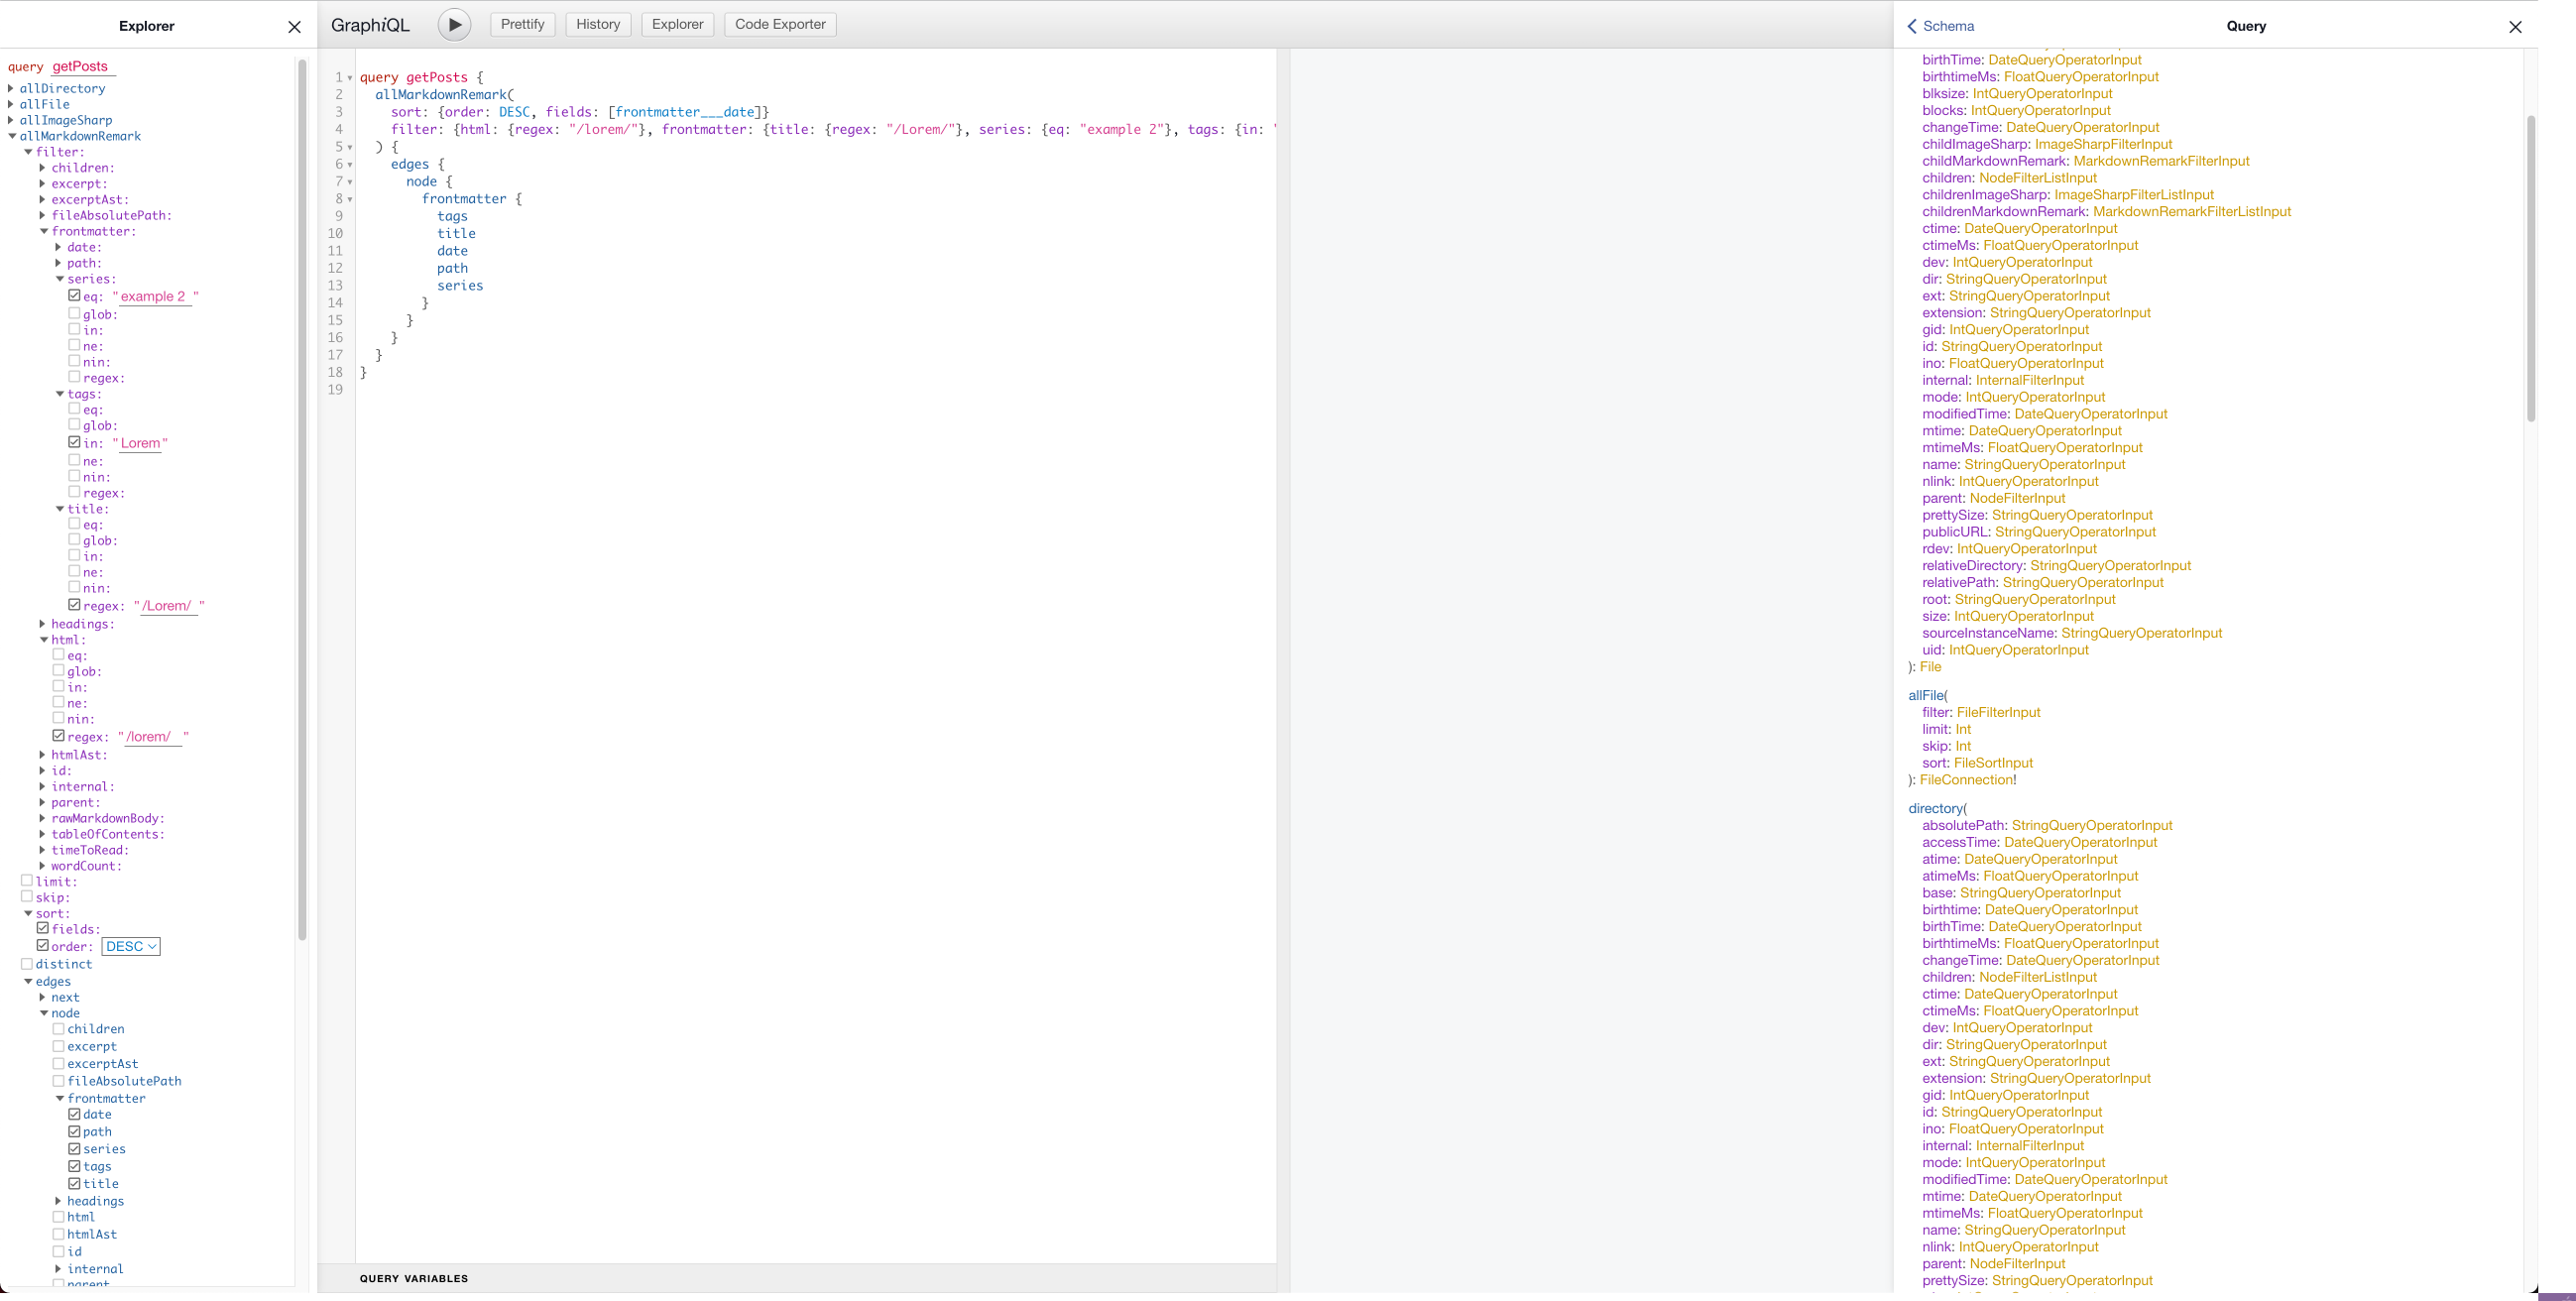 Explorer
query getPosts
allDirectory
allFile
allImageSharp
allMarkdownRemark
filter:
children:
excerpt:
excerptAst:
fileAbsolutePath:
frontmatter:
date:
path:
series:
eq: "example 2"
glob:
in:
ne:
nin:
regex:
tags:
eq:
glob:
in: "Lorem"
ne:
nin:
regex:
title:
eq:
glob:
in:
ne:
nin:
regex: "/Lorem/"
headings:
html:
eq:
glob:
in:
ne:
nin:
regex: "/lorem/"
htmlAst:
id:
internal:
parent:
rawMarkdownBody:
tableOfContents:
timeToRead:
wordCount:
limit:
skip:
sort:
fields:
order: DESC
distinct
edges
next
node
children
excerpt
excerptAst
fileAbsolutePath
frontmatter
date
path
series
tags
title
headings
html
htmlAst
id
internal
parent
GraphiQL Prettify History Explorer Code Exporter
1 query getPosts {
2 allMarkdownRemark(
3 sort: {order: DESC, fields: [frontmatter___date]}
4 filter: {html: {regex: "/lorem/"}, frontmatter: {title: {regex: "/Lorem/"}, series: {eq: "example 2"}, tags: {in: "
5 ) {
6 edges {
7 node {
8 frontmatter {
9 tags
10 title
11 date
12 path
13 series
14 }
15 }
16 }
17 }
18 }
19
QUERY VARIABLES
Schema Query
birthTime: DateQueryOperatorInput
birthtimeMs: FloatQueryOperatorInput
blksize: IntQueryOperatorInput
blocks: IntQueryOperatorInput
changeTime: DateQueryOperatorInput
childImageSharp: ImageSharpFilterInput
childMarkdownRemark: MarkdownRemarkFilterInput
children: NodeFilterListInput
childrenImageSharp: ImageSharpFilterListInput
childrenMarkdownRemark: MarkdownRemarkFilterListInput
ctime: DateQueryOperatorInput
ctimeMs: FloatQueryOperatorInput
dev: IntQueryOperatorInput
dir: StringQueryOperatorInput
ext: StringQueryOperatorInput
extension: StringQueryOperatorInput
gid: IntQueryOperatorInput
id: StringQueryOperatorInput
ino: FloatQueryOperatorInput
internal: InternalFilterInput
mode: IntQueryOperatorInput
modifiedTime: DateQueryOperatorInput
mtime: DateQueryOperatorInput
mtimeMs: FloatQueryOperatorInput
name: StringQueryOperatorInput
nlink: IntQueryOperatorInput
parent: NodeFilterInput
prettySize: StringQueryOperatorInput
publicURL: StringQueryOperatorInput
rdev: IntQueryOperatorInput
relativeDirectory: StringQueryOperatorInput
relativePath: StringQueryOperatorInput
root: StringQueryOperatorInput
size: IntQueryOperatorInput
sourceInstanceName: StringQueryOperatorInput
uid: IntQueryOperatorInput
): File
allFile(
filter: FileFilterInput
limit: Int
skip: Int
sort: FileSortInput
): FileConnection!
directory(
absolutePath: StringQueryOperatorInput
accessTime: DateQueryOperatorInput
atime: DateQueryOperatorInput
atimeMs: FloatQueryOperatorInput
base: StringQueryOperatorInput
birthtime: DateQueryOperatorInput
birthTime: DateQueryOperatorInput
birthtimeMs: FloatQueryOperatorInput
changeTime: DateQueryOperatorInput
children: NodeFilterListInput
ctime: DateQueryOperatorInput
ctimeMs: FloatQueryOperatorInput
dev: IntQueryOperatorInput
dir: StringQueryOperatorInput
ext: StringQueryOperatorInput
extension: StringQueryOperatorInput
gid: IntQueryOperatorInput
id: StringQueryOperatorInput
ino: FloatQueryOperatorInput
internal: InternalFilterInput
mode: IntQueryOperatorInput
modifiedTime: DateQueryOperatorInput
mtime: DateQueryOperatorInput
mtimeMs: FloatQueryOperatorInput
name: StringQueryOperatorInput
nlink: IntQueryOperatorInput
parent: NodeFilterInput
prettySize: StringQueryOperatorInput